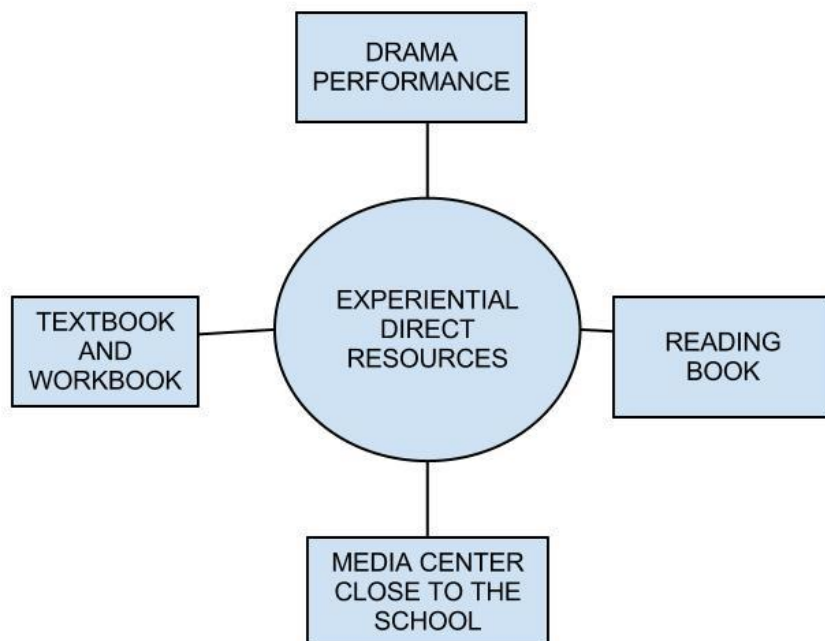 DRAMA
PERFORMANCE
TEXTBOOK
AND
WORKBOOK
EXPERIENTIAL
DIRECT
RESOURCES
READING
BOOK
MEDIA CENTER
CLOSE TO THE
SCHOOL